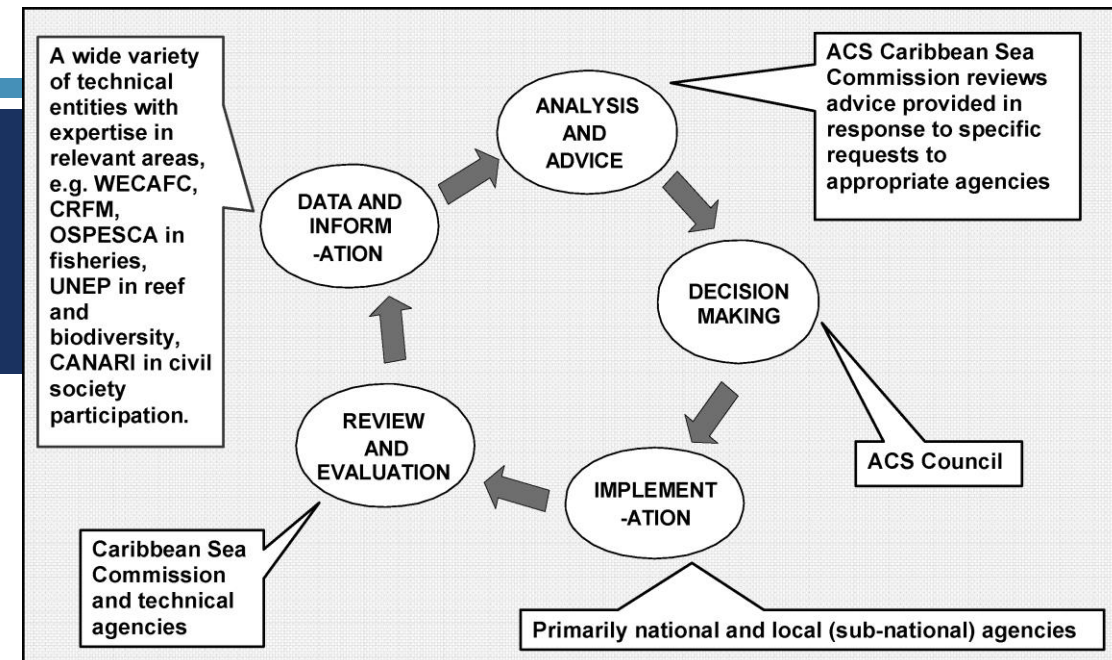 A wide variety
of technical
entities with
expertise in
relevant areas,
e.g. WECAFC,
CRFM,
OSPESCA in
fisheries,
UNEP in reef
and
biodiversity,
CANARI in civil
society
participation.
ANALYSIS
AND
ADVICE
ACS Caribbean Sea
Commission reviews
advice provided in
response to specific
requests to
appropriate agencies
DATA AND
INFORM
-ATION
DECISION
MAKING
ACS Council
REVIEW
AND
EVALUATION
IMPLEMENT
-ATION
Caribbean Sea
Commission
and technical
agencies
Primarily national and local (sub-national) agencies